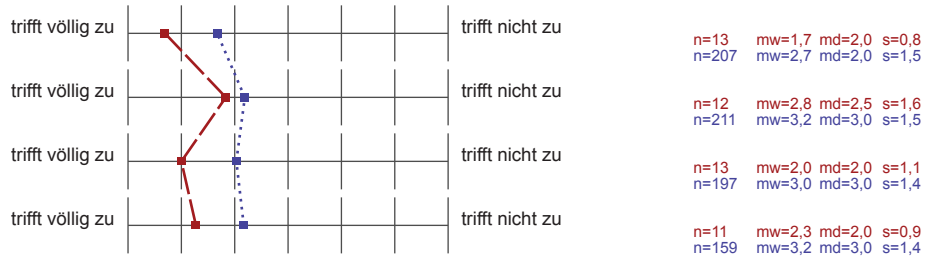 trifft völlig zu trifft nicht zu
n=13 mw=1,7 md=2,0 s=0,8
n=207 mw=2,7 md=2,0 s=1,5
trifft völlig zu trifft nicht zu
n=12 mw=2,8 md=2,5 s=1,6
n=211 mw=3,2 md=3,0 s=1,5
trifft völlig zu trifft nicht zu
n=13 mw=2,0 md=2,0 s=1,1
n=197 mw=3,0 md=3,0 s=1,4
trifft völlig zu trifft nicht zu
n=11 mw=2,3 md=2,0 s=0,9
n=159 mw=3,2 md=3,0 s=1,4